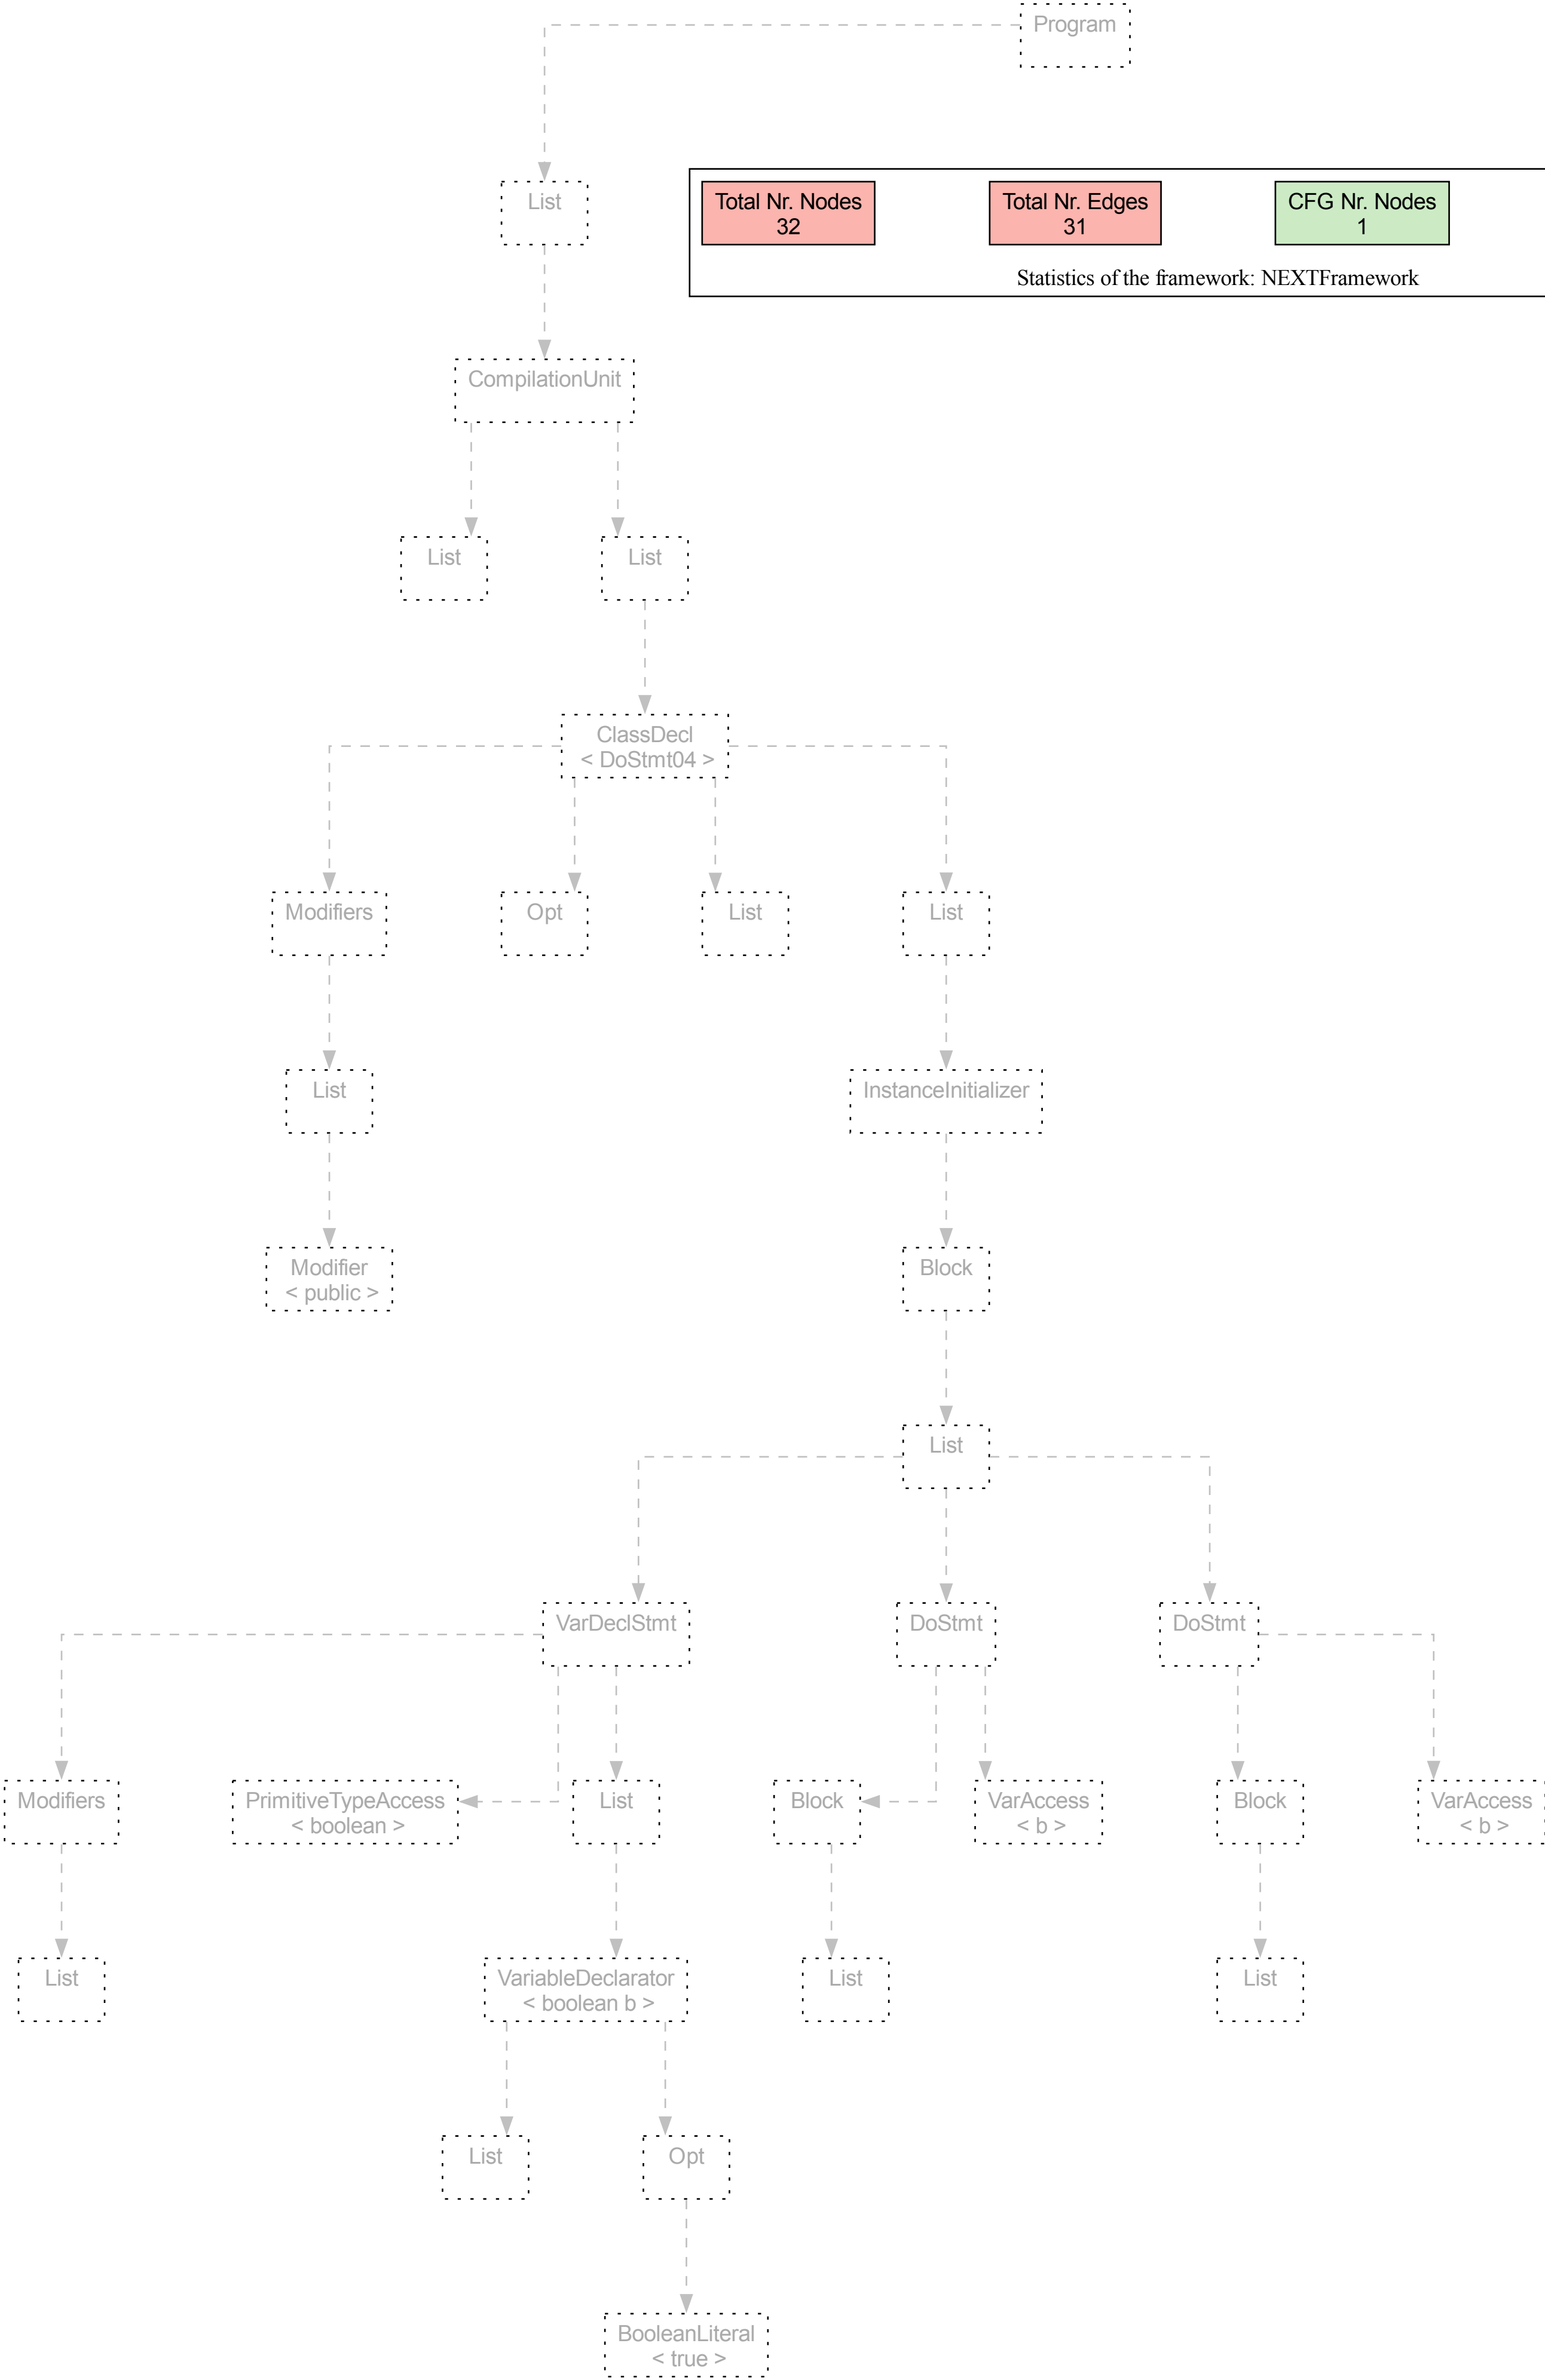 Program
List
Total Nr. Nodes
32
Total Nr. Edges
31
CFG Nr. Nodes
1
Statistics of the framework: NEXTFramework
CompilationUnit
List
List
ClassDecl
< DoStmt04 >
Modifiers
Opt
List
List
List
InstanceInitializer
Modifier
< public >
Block
List
VarDeclStmt
DoStmt
DoStmt
Modifiers
PrimitiveTypeAccess
< boolean >
List
Block
VarAccess
< b >
Block
VarAccess
< b >
List
VariableDeclarator
< boolean b >
List
List
List
Opt
BooleanLiteral
< true >